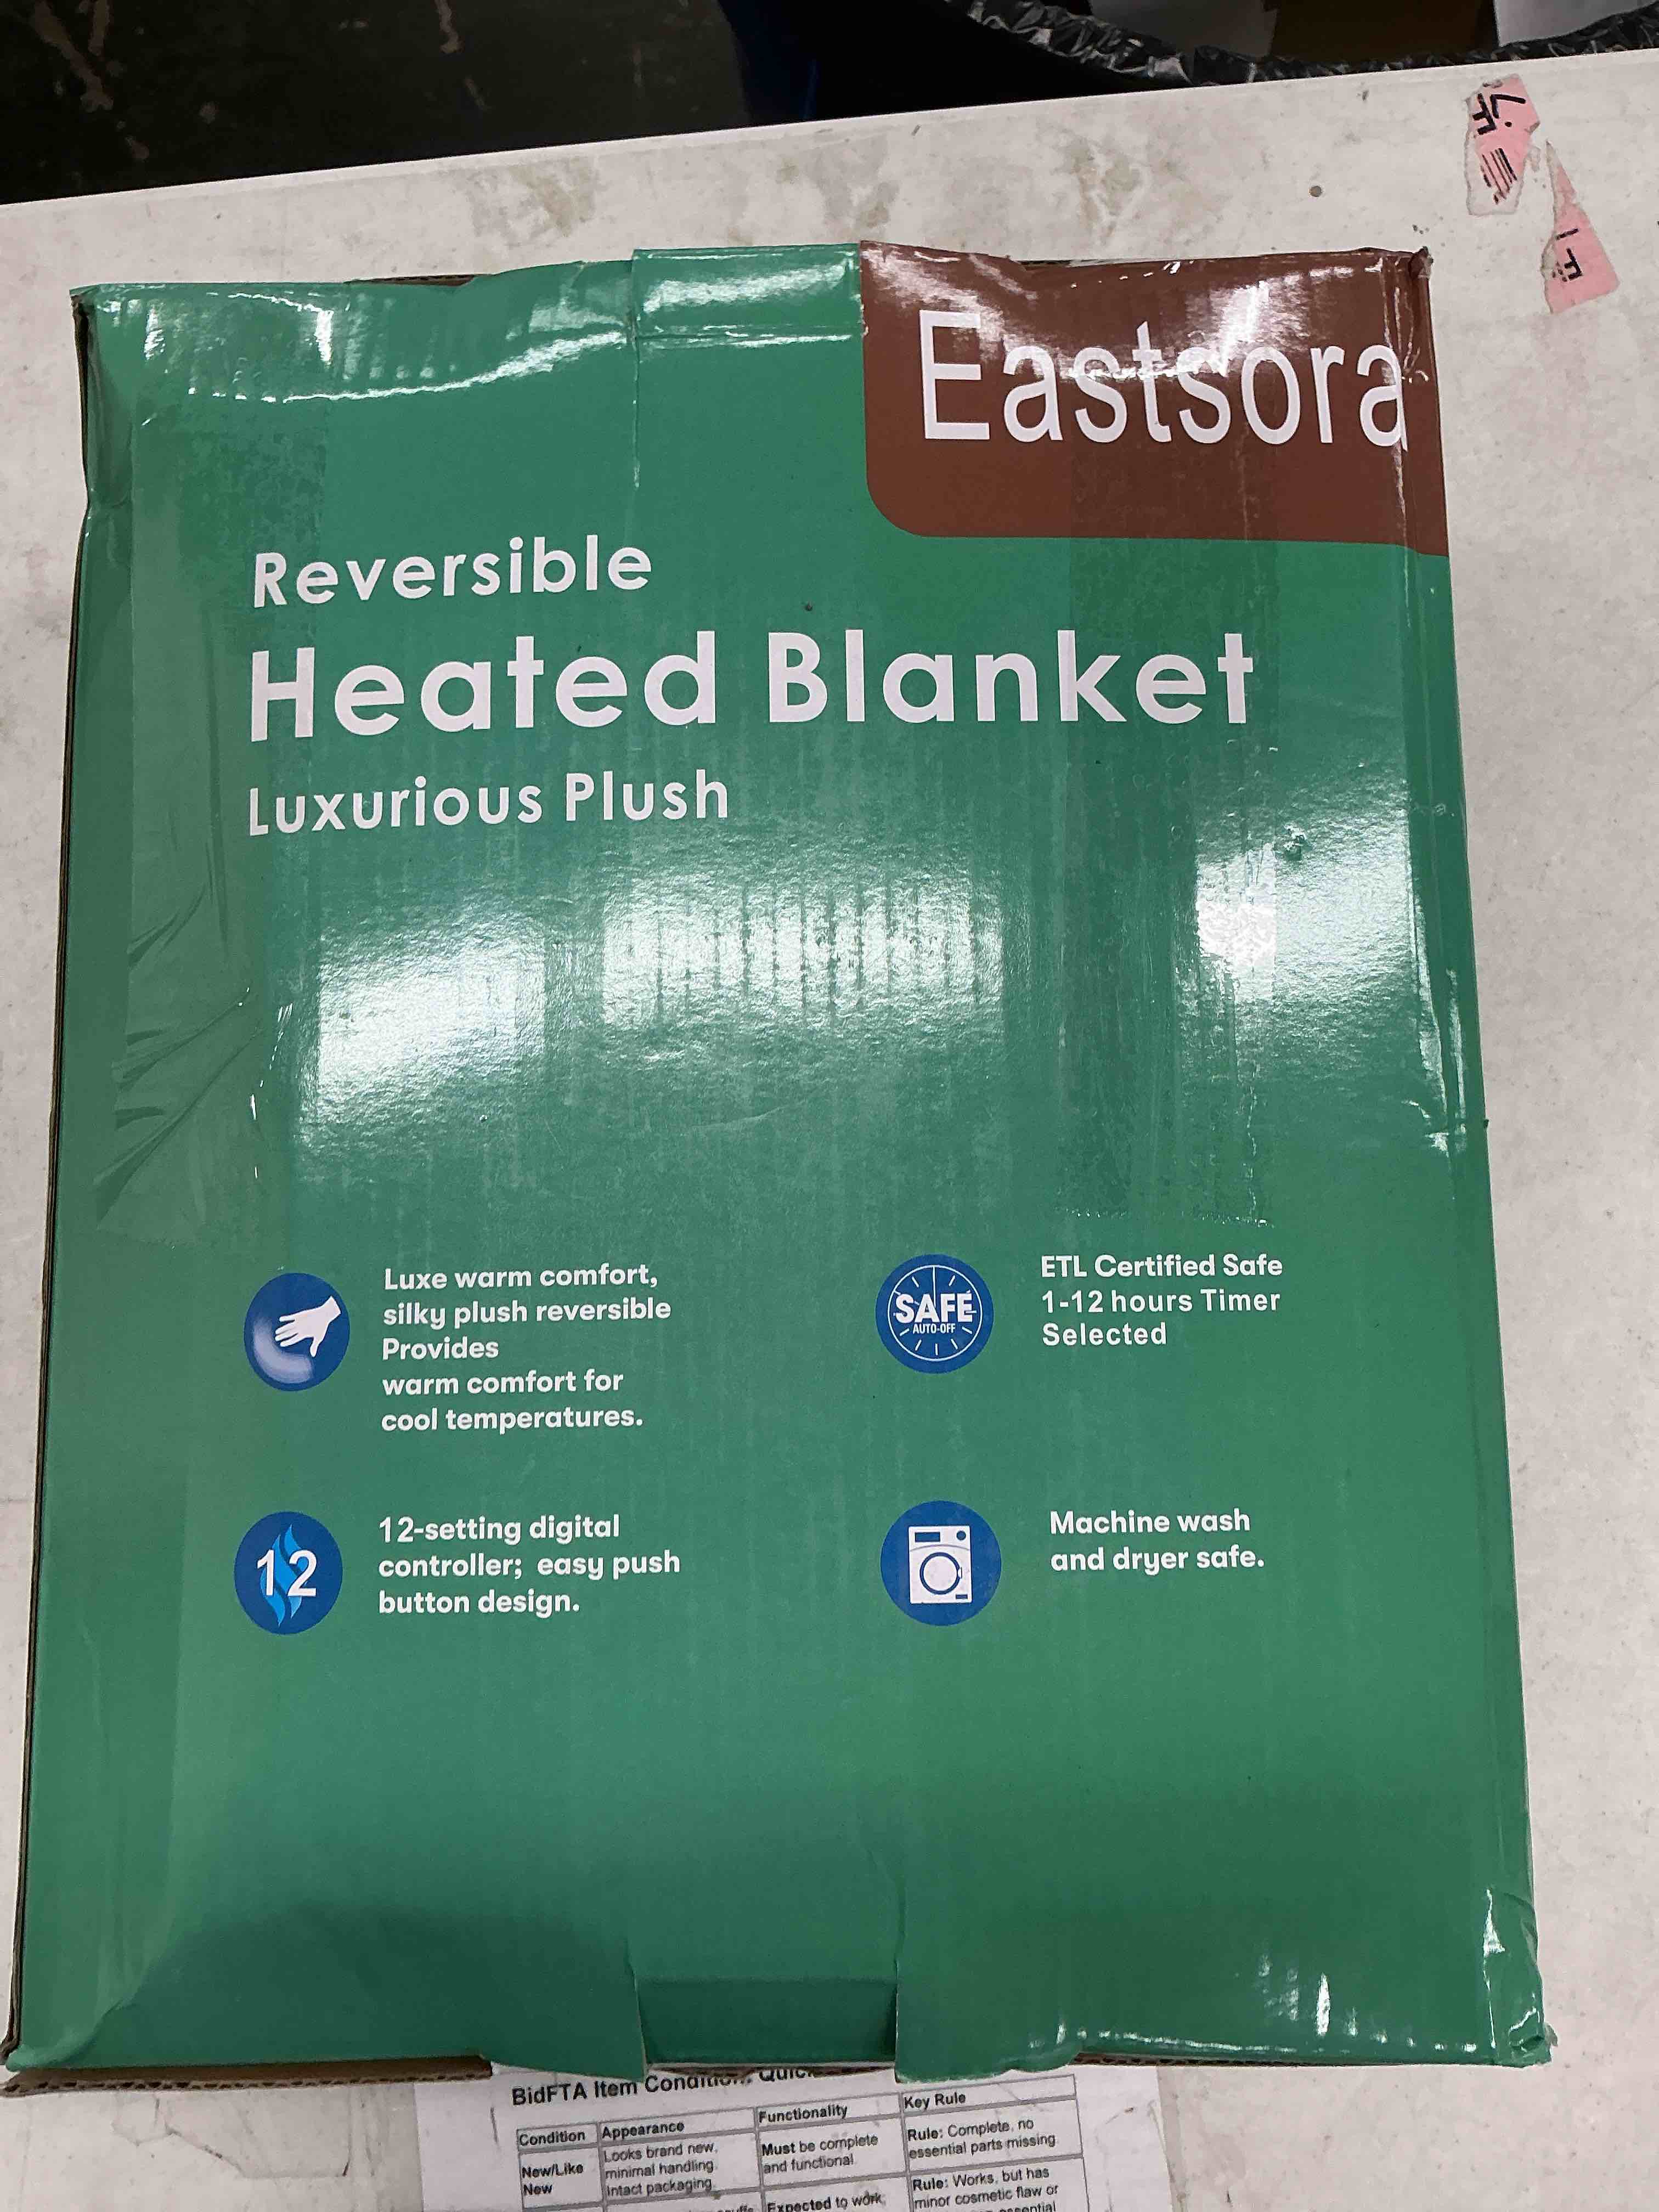 Eastsora
Reversible
Heated Blanket
Luxurious Plush
Luxe warm comfort,
silky plush reversible
Provides
warm comfort for
cool temperatures.
SAFE
AUTO-OFF
ETL Certified Safe
1-12 hours Timer
Selected
12
12-setting digital
controller; easy push
button design.
Machine wash
and dryer safe.
BidFTA Item
Condition
Appearance
Functionality
Key Rule
New/Like
New
Looks brand new,
minimal handling.
Intact packaging.
Must be complete
and functional
Rule: Complete, no
essential parts missing.
Expected to work
Rule: Works, but has
minor cosmetic flaw or